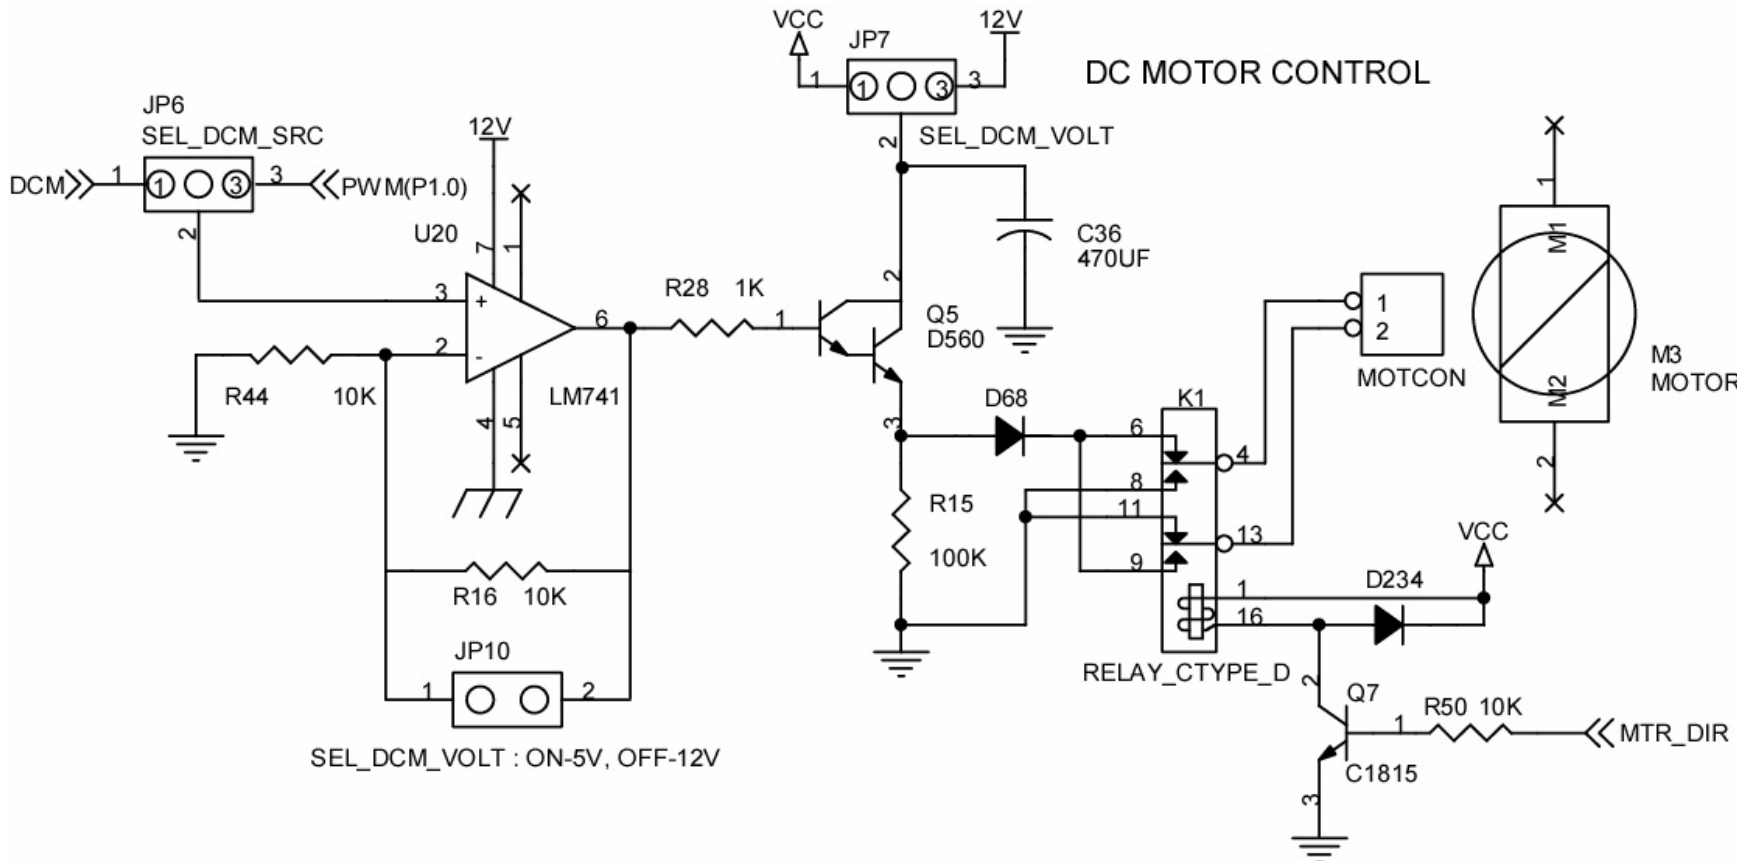 VCC
12V
JP7
1
1
3
3
DC MOTOR CONTROL
JP6
SEL_DCM_SRC
12V
2
SEL_DCM_VOLT
DCM
1
1
3
3
PWM(P1.0)
2
U20
7
1
C36
470UF
1
M1
3
+
R28 1K
2
Q5
D560
1
2
MOTCON
6
1
2
-
R44 10K
4
5
LM741
D68
K1
M3
MOTOR
M2
3
6
4
2
8
R15
100K
11
13
9
VCC
R16 10K
D234
1
16
JP10
1
2
RELAY_CTYPE_D
2
Q7
R50 10K
1
MTR_DIR
SEL_DCM_VOLT : ON-5V, OFF-12V
C1815
3